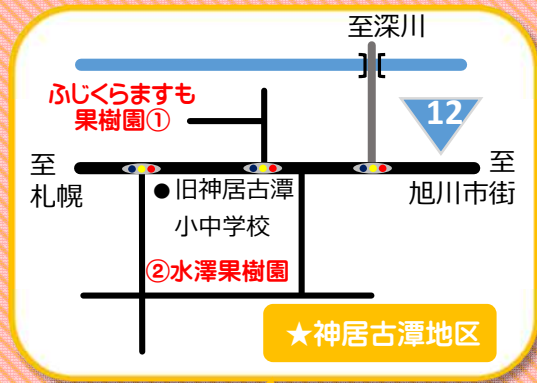 至深川
ふじくらますも
果樹園①
12
至
札幌
至
旭川市街
●旧神居古潭
小中学校
②水澤果樹園
★神居古潭地区